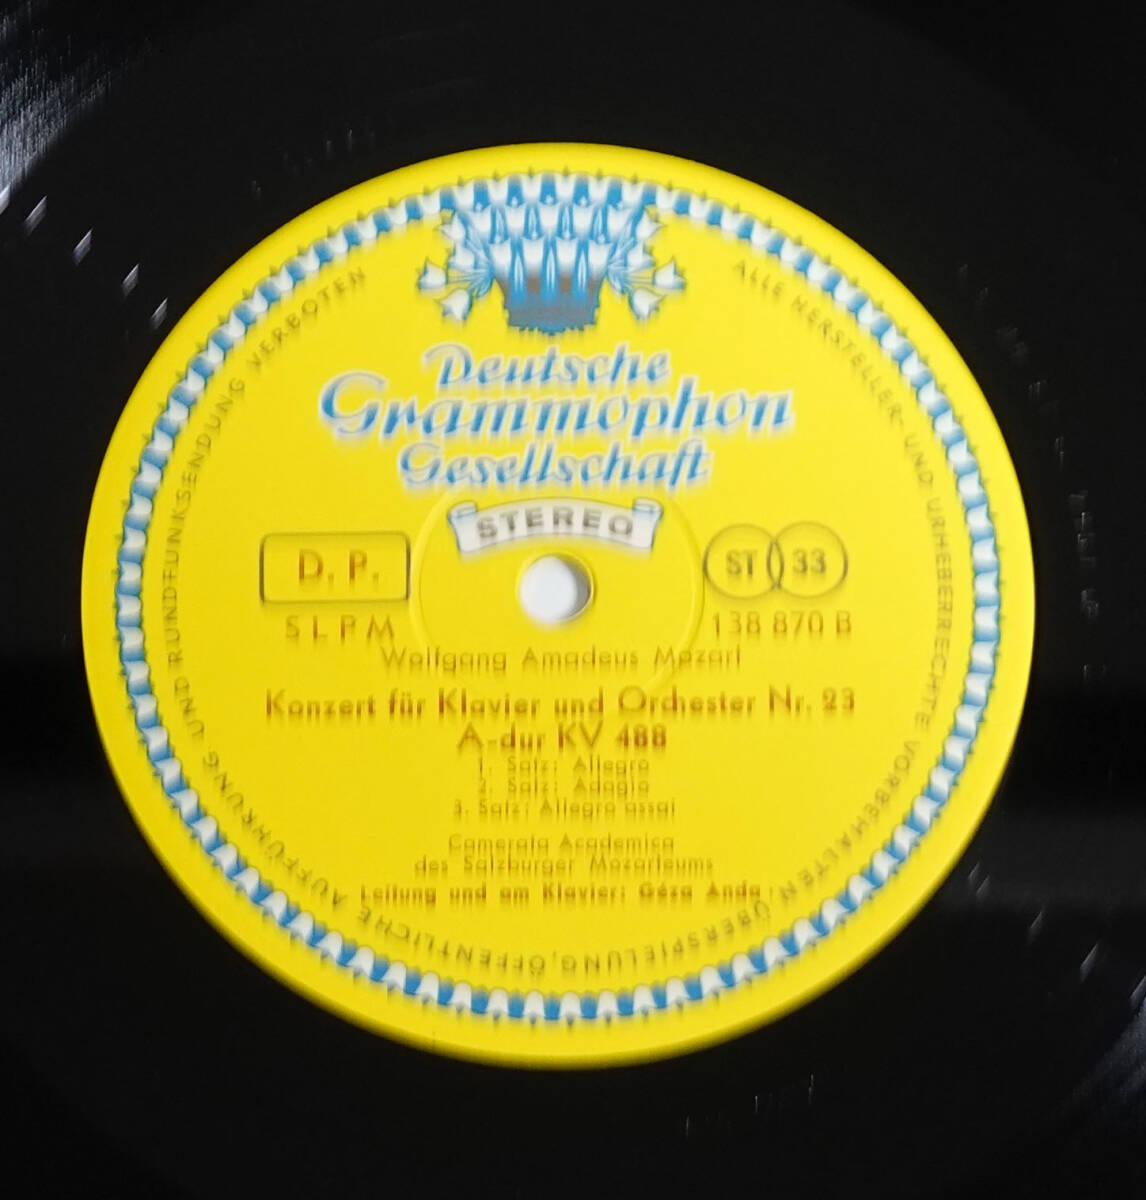 Deutsche
Grammophon
Gesellschaft
STEREO
D. P.
ST 33
SLPM
138 870 B
Wolfgang Amadeus Mozart
Konzert für Klavier und Orchester Nr. 23
A-dur KV 488
1. Satz: Allegro
2. Satz: Adagio
3. Satz: Allegro assai
Camerata Academica
des Salzburger Mozarteums
Leitung und am Klavier: Géza Anda
ALLE HERSTELLER- UND URHEBERRECHTE VORBEHALTEN, ÜBERSPIELUNG, ÖFFENTLICHE AUFFÜHRUNG UND RUNDFUNKSENDUNG VERBOTEN